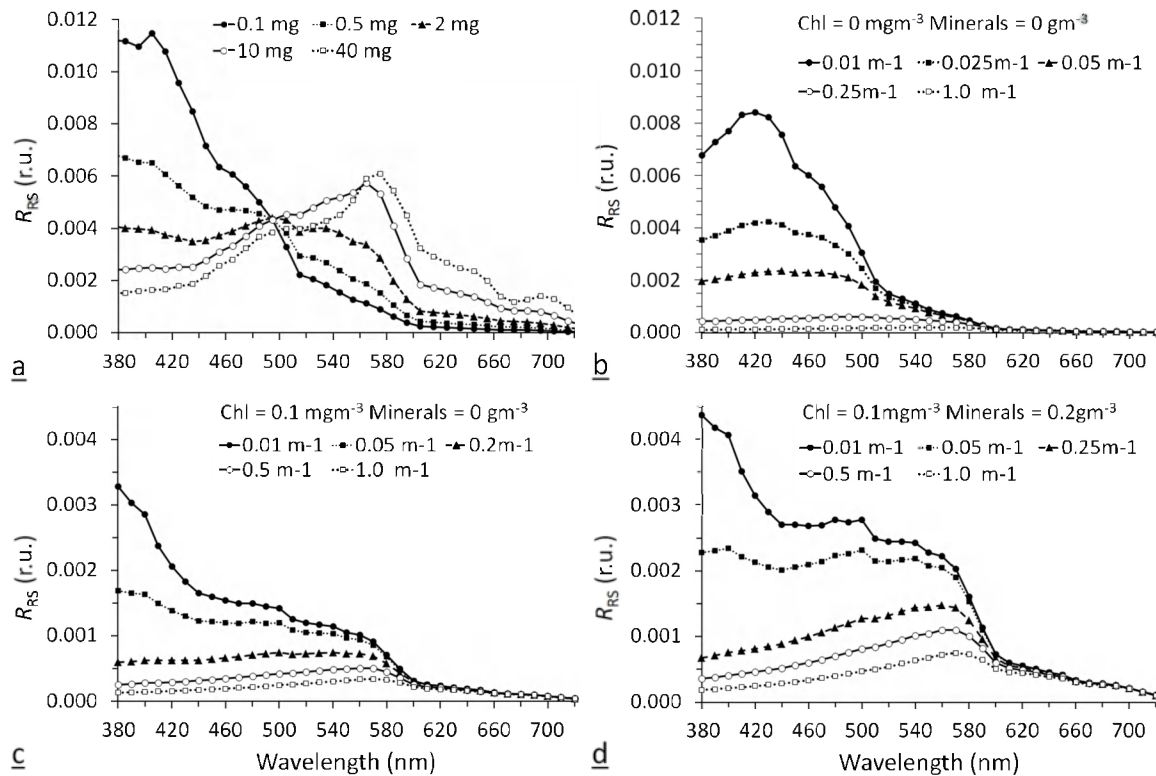 0.1 mg 0.5 mg 2 mg
10 mg 40 mg
0.012
0.010
0.008
0.006
0.004
0.002
0.000
R_RS (r.u.)
380 420 460 500 540 580 620 660 700
a
Chl = 0 mgm⁻³ Minerals = 0 gm⁻³
0.01 m-1 0.025m-1 0.05 m-1
0.25m-1 1.0 m-1
0.012
0.010
0.008
0.006
0.004
0.002
0.000
R_RS (r.u.)
380 420 460 500 540 580 620 660 700
b
Chl = 0.1 mgm⁻³ Minerals = 0 gm⁻³
0.01 m-1 0.05 m-1 0.2m-1
0.5 m-1 1.0 m-1
0.004
0.003
0.002
0.001
0.000
R_RS (r.u.)
380 420 460 500 540 580 620 660 700
Wavelength (nm)
c
Chl = 0.1mgm⁻³ Minerals = 0.2gm⁻³
0.01 m-1 0.05 m-1 0.25m-1
0.5 m-1 1.0 m-1
0.004
0.003
0.002
0.001
0.000
R_RS (r.u.)
380 420 460 500 540 580 620 660 700
Wavelength (nm)
d